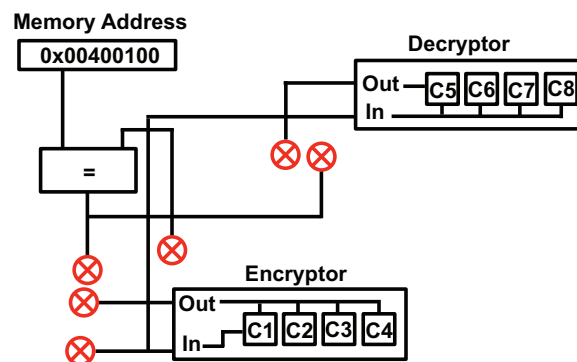 Memory Address
0x00400100
Decryptor
Out C5 C6 C7 C8
In
=
Encryptor
Out
In C1 C2 C3 C4